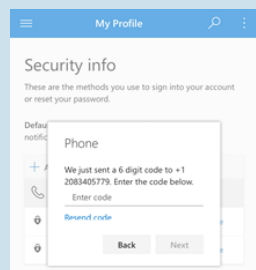 My Profile
Security info
These are the methods you use to sign into your account
or reset your password.
Defau
notific
Phone
We just sent a 6 digit code to +1
2083405779. Enter the code below.
Enter code
Resend code
Back Next